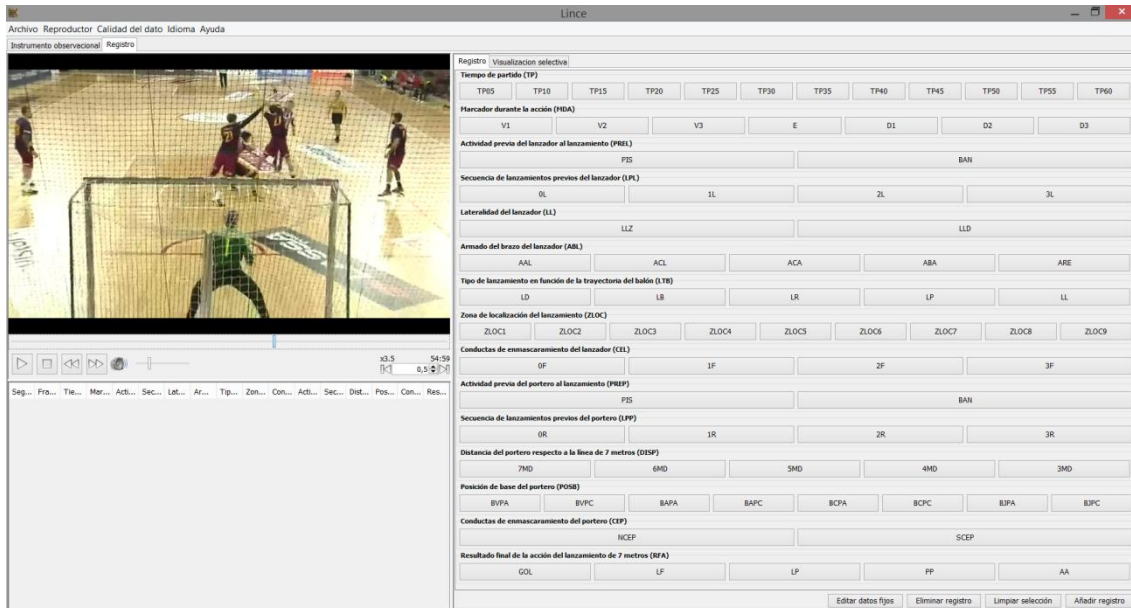 Lince
Archivo Reproductor Calidad del dato Idioma Ayuda
Instrumento observacional Registro
Registro Visualizacion selectiva
Tiempo de partido (TP)
TP05 TP10 TP15 TP20 TP25 TP30 TP35 TP40 TP45 TP50 TP55 TP60
Marcador durante la acción (MDA)
V1 V2 V3 E D1 D2 D3
Actividad previa del lanzador al lanzamiento (PREL)
PIS BAN
Secuencia de lanzamientos previos del lanzador (LPL)
0L 1L 2L 3L
Lateralidad del lanzador (LL)
LLZ LLD
Armado del brazo del lanzador (ABL)
AAL ACL ACA ABA ARE
Tipo de lanzamiento en función de la trayectoria del balón (LTB)
LD LB LR LP LL
Zona de localización del lanzamiento (ZLOC)
ZLOC1 ZLOC2 ZLOC3 ZLOC4 ZLOC5 ZLOC6 ZLOC7 ZLOC8 ZLOC9
Conductas de enmascaramiento del lanzador (CEL)
0F 1F 2F 3F
Actividad previa del portero al lanzamiento (PREP)
PIS BAN
Secuencia de lanzamientos previos del portero (LPP)
0R 1R 2R 3R
Distancia del portero respecto a la línea de 7 metros (DISP)
7MD 6MD 5MD 4MD 3MD
Posición de base del portero (POSB)
BVPA BVPC BAPA BAPC BCPA BCPC BJPA BJPC
Conductas de enmascaramiento del portero (CEP)
NCEP SCEP
Resultado final de la acción del lanzamiento de 7 metros (RFA)
GOL LF LP PP AA
Editar datos fijos Eliminar registro Limpiar selección Añadir registro
x3.5 54:59
0,5
Seg... Fra... Tie... Mar... Acti... Sec... Lat... Ar... Tip... Zon... Con... Acti... Sec... Dist... Pos... Con... Res...